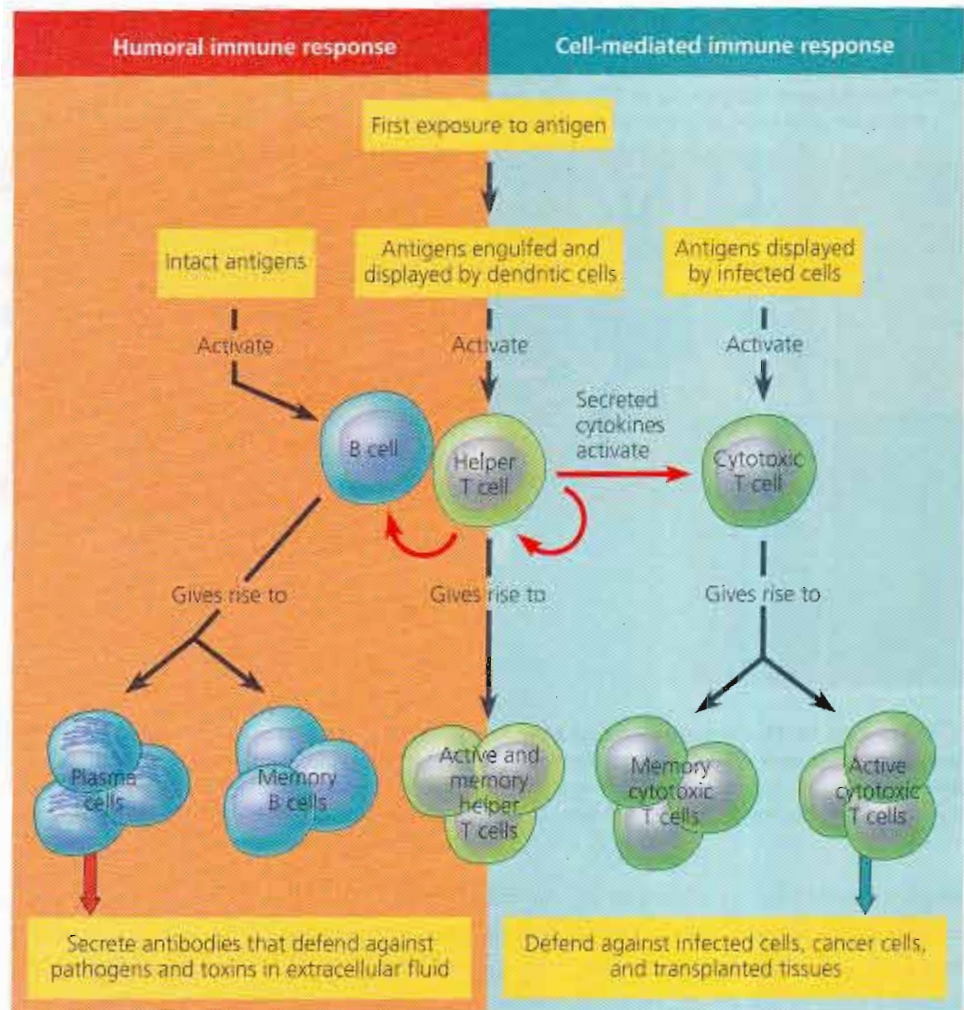 Humoral immune response
Cell-mediated immune response
First exposure to antigen
Intact antigens
Antigens engulfed and
displayed by dendntic cells
Antigens displayed
by infected cells
Activate
Activate
Activate
Secreted
cytokines
activate
B cell
Helper
T cell
Cytotoxic
T cell
Gives rise to
Gives rise to
Gives rise to
Plasma
cells
Memory
B cells
Active and
memory
helper
T cells
Memory
cytotoxic
T cells
Active
cytotoxic
T cells
Secrete antibodies that defend against
pathogens and toxins in extracellular fluid
Defend against infected cells, cancer cells,
and transplanted tissues